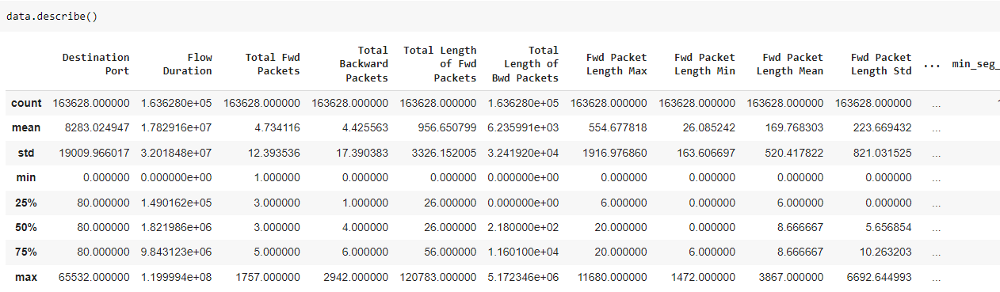 data.describe()
Destination Port Flow Duration Total Fwd Packets Total Backward Packets Total Length of Fwd Packets Total Length of Bwd Packets Fwd Packet Length Max Fwd Packet Length Min Fwd Packet Length Mean Fwd Packet Length Std ... min_seg_
count 163628.000000 1.636280e+05 163628.000000 163628.000000 163628.000000 1.636280e+05 163628.000000 163628.000000 163628.000000 163628.000000 ...
mean 8283.024947 1.782916e+07 4.734116 4.425563 956.650799 6.235991e+03 554.677818 26.085242 169.768303 223.669432 ...
std 19009.966017 3.201848e+07 12.393536 17.390383 3326.152005 3.241920e+04 1916.976860 163.606697 520.417822 821.031525 ...
min 0.000000 0.000000e+00 1.000000 0.000000 0.000000 0.000000e+00 0.000000 0.000000 0.000000 0.000000 ...
25% 80.000000 1.490162e+05 3.000000 1.000000 26.000000 0.000000e+00 6.000000 0.000000 6.000000 0.000000 ...
50% 80.000000 1.821986e+06 3.000000 4.000000 26.000000 2.180000e+02 20.000000 0.000000 8.666667 5.656854 ...
75% 80.000000 9.843123e+06 5.000000 6.000000 56.000000 1.160100e+04 20.000000 6.000000 8.666667 10.263203 ...
max 65532.000000 1.199994e+08 1757.000000 2942.000000 120783.000000 5.172346e+06 11680.000000 1472.000000 3867.000000 6692.644993 ...